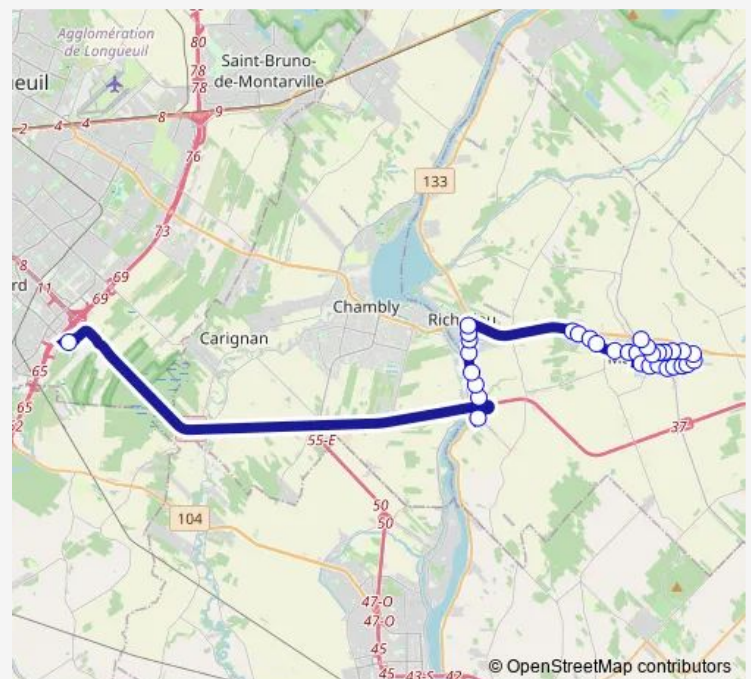 Agglomération
de Longueuil
80
78
78
Saint-Bruno-
de-Montarville
ueuil
2
4
4
8
9
76
133
73
8
11
69
69
rd
Chambly
Carignan
65
65
55-E
37
104
50
50
47-O
47-O
45
45
43-S
42
© OpenStreetMap contributors